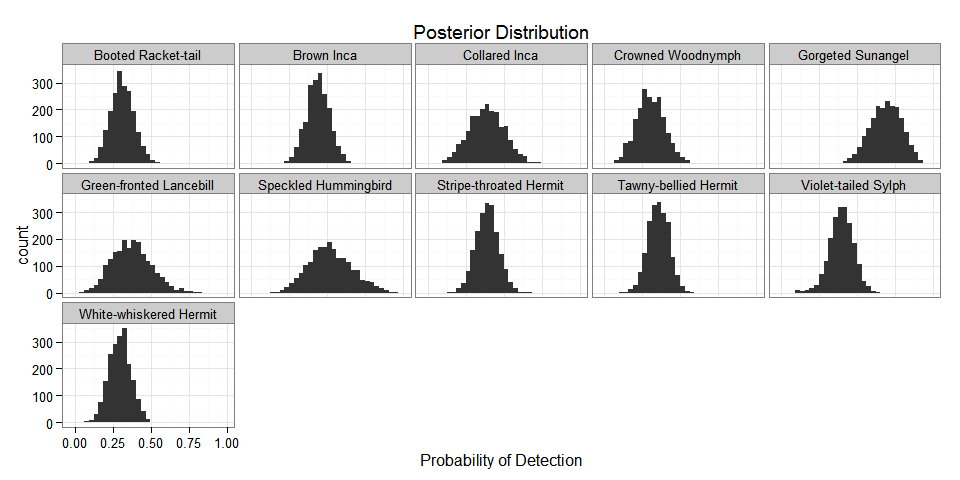 Posterior Distribution
Booted Racket-tail
Brown Inca
Collared Inca
Crowned Woodnymph
Gorgeted Sunangel
300
200
100
0
Green-fronted Lancebill
Speckled Hummingbird
Stripe-throated Hermit
Tawny-bellied Hermit
Violet-tailed Sylph
count
300
200
100
0
White-whiskered Hermit
300
200
100
0
0.00 0.25 0.50 0.75 1.00
Probability of Detection